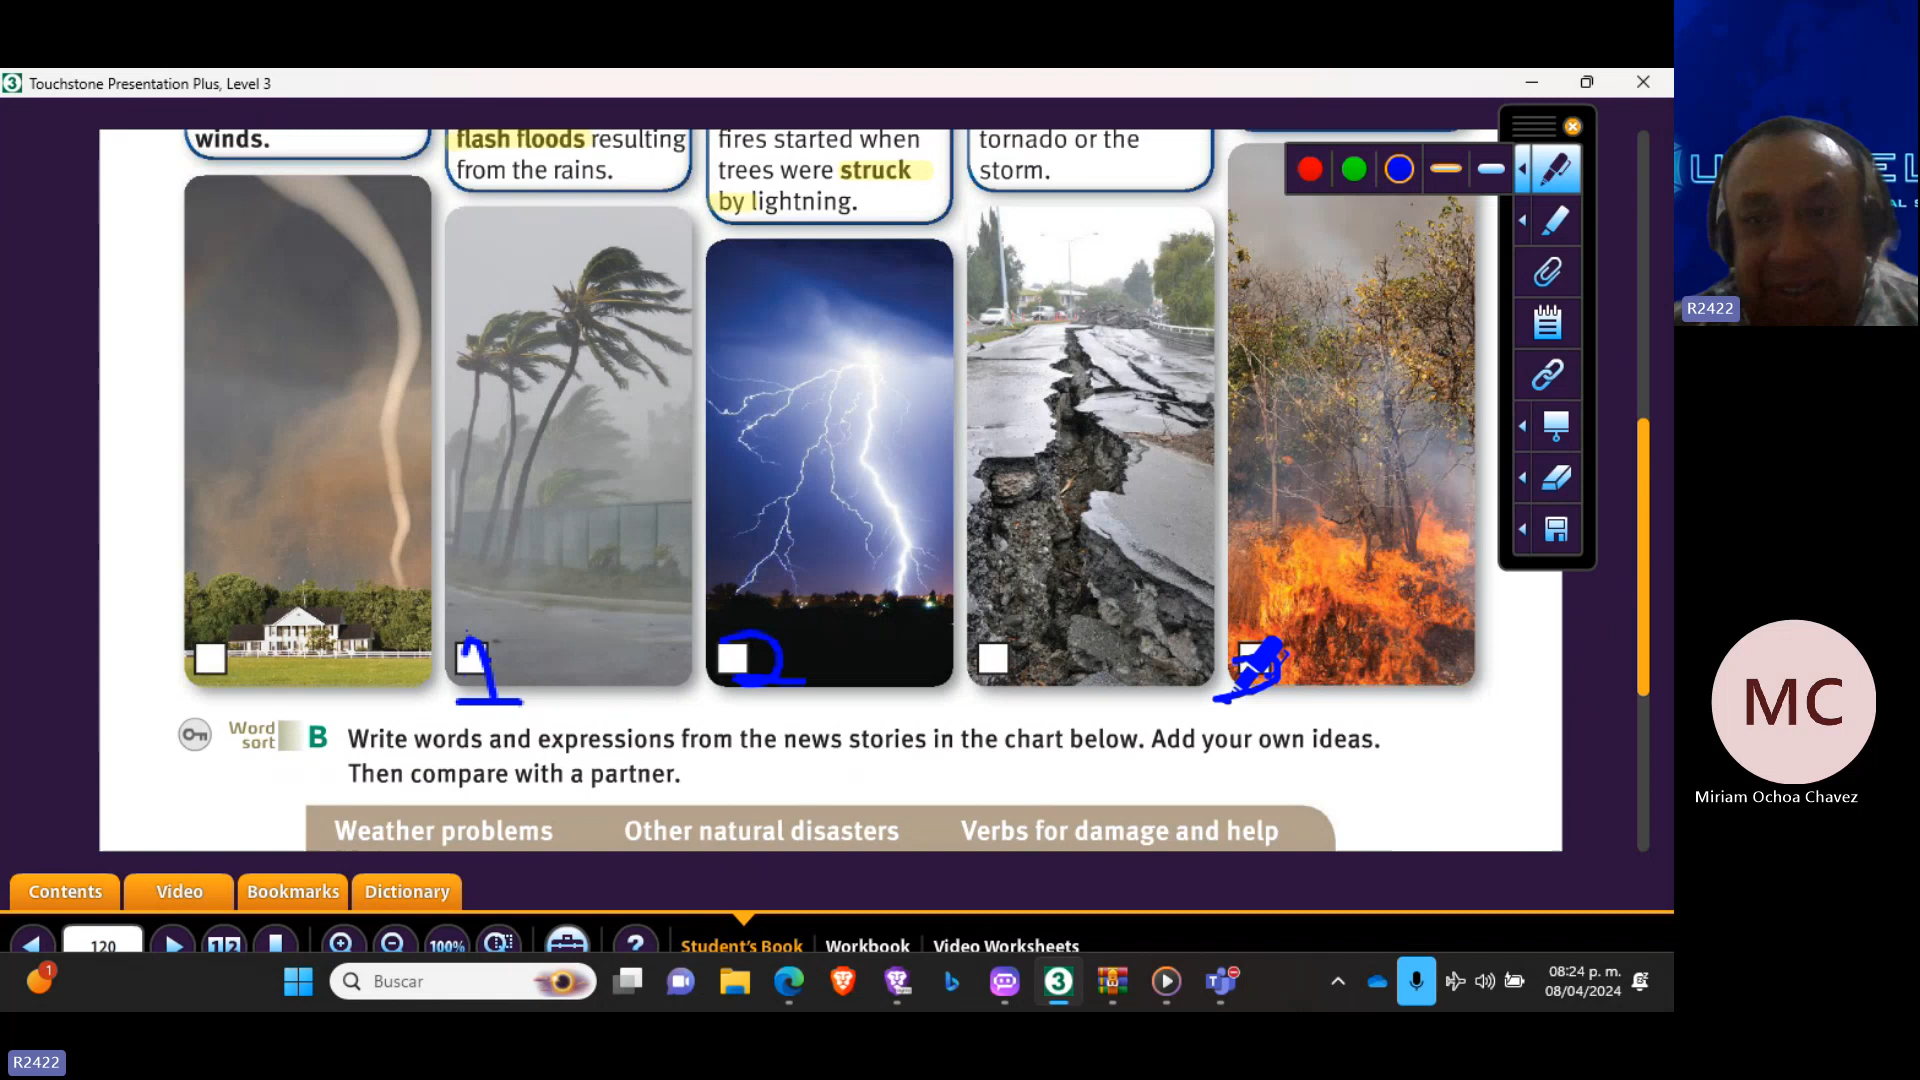 Touchstone Presentation Plus, Level 3
winds.
flash floods resulting
from the rains.
fires started when
trees were struck
by lightning.
tornado or the
storm.
1
2
Word
sort
B
Write words and expressions from the news stories in the chart below. Add your own ideas.
Then compare with a partner.
Weather problems
Other natural disasters
Verbs for damage and help
Contents
Video
Bookmarks
Dictionary
120
100%
Student's Book
Workbook
Video Worksheets
1
Buscar
08:24 p. m.
08/04/2024
R2422
MC
Miriam Ochoa Chavez
R2422